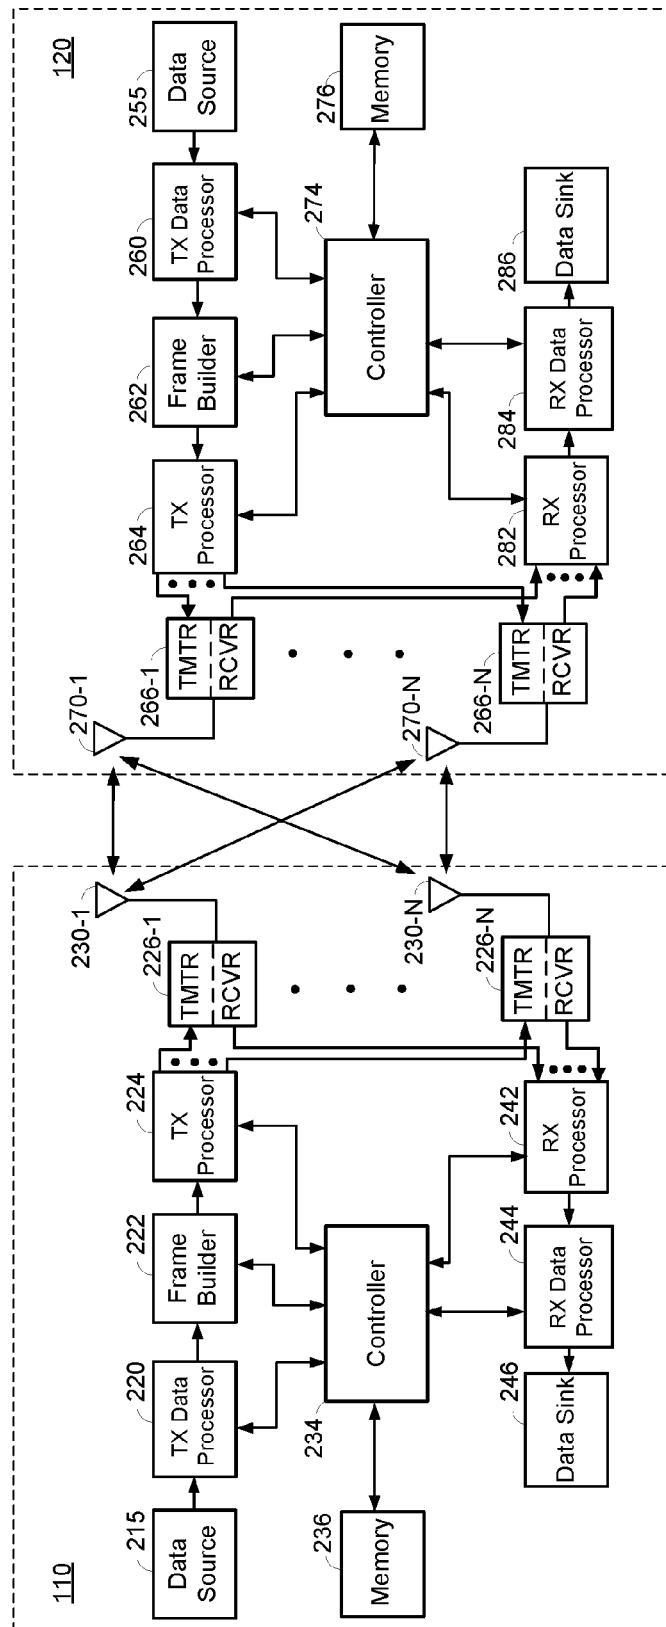 110
215
Data
Source
220
TX Data
Processor
222
Frame
Builder
224
TX
Processor
226-1
TMTR
RCVR
230-1
236
Memory
234
Controller
230-N
226-N
TMTR
RCVR
246
Data Sink
244
RX Data
Processor
242
RX
Processor
120
270-1
266-1
TMTR
RCVR
264
TX
Processor
262
Frame
Builder
260
TX Data
Processor
255
Data
Source
274
Controller
276
Memory
270-N
266-N
TMTR
RCVR
282
RX
Processor
284
RX Data
Processor
286
Data Sink